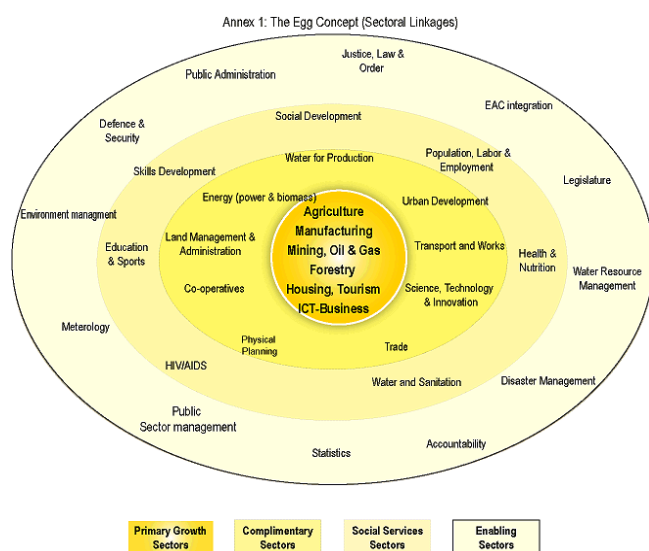 Annex 1: The Egg Concept (Sectoral Linkages)
Justice, Law &
Order
Public Administration
EAC integration
Social Development
Defence &
Security
Water for Production
Population, Labor &
Employment
Skills Development
Legislature
Energy (power & biomass)
Urban Development
Environment managment
Agriculture
Manufacturing
Mining, Oil & Gas
Forestry
Housing, Tourism
ICT-Business
Land Management &
Administration
Transport and Works
Education
& Sports
Health &
Nutrition
Water Resource
Management
Co-operatives
Science, Technology
& Innovation
Meterology
Physical
Planning
Trade
HIV/AIDS
Water and Sanitation
Disaster Management
Public
Sector management
Accountability
Statistics
Primary Growth
Sectors
Complimentary
Sectors
Social Services
Sectors
Enabling
Sectors